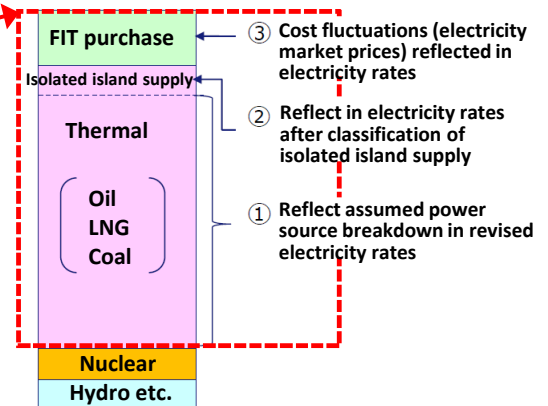 FIT purchase
Isolated island supply
Thermal
Oil
LNG
Coal
Nuclear
Hydro etc.
③ Cost fluctuations (electricity
market prices) reflected in
electricity rates
② Reflect in electricity rates
after classification of
isolated island supply
① Reflect assumed power
source breakdown in revised
electricity rates